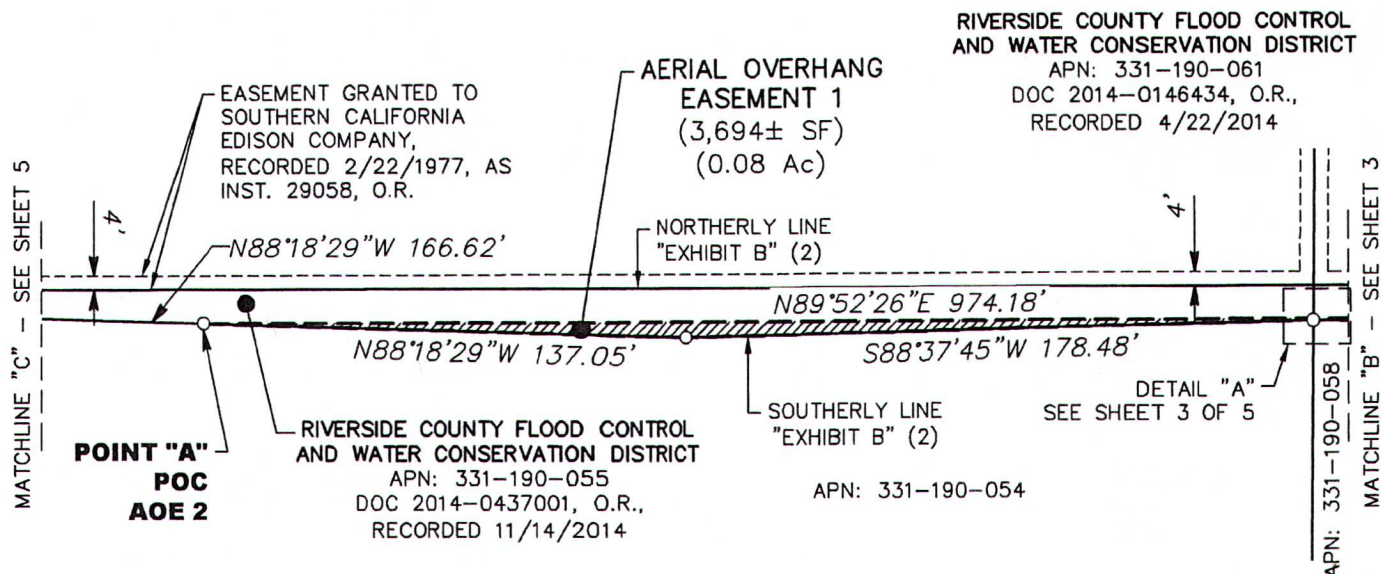 RIVERSIDE COUNTY FLOOD CONTROL
AND WATER CONSERVATION DISTRICT
APN: 331-190-061
DOC 2014-0146434, O.R.,
RECORDED 4/22/2014
AERIAL OVERHANG
EASEMENT 1
(3,694± SF)
(0.08 Ac)
EASEMENT GRANTED TO
SOUTHERN CALIFORNIA
EDISON COMPANY,
RECORDED 2/22/1977, AS
INST. 29058, O.R.
MATCHLINE "C" - SEE SHEET 5
4'
N88°18'29"W 166.62'
NORTHERLY LINE
"EXHIBIT B" (2)
4'
MATCHLINE "B" - SEE SHEET 3
N89°52'26"E 974.18'
N88°18'29"W 137.05'
S88°37'45"W 178.48'
DETAIL "A"
SEE SHEET 3 OF 5
SOUTHERLY LINE
"EXHIBIT B" (2)
POINT "A"
POC
AOE 2
RIVERSIDE COUNTY FLOOD CONTROL
AND WATER CONSERVATION DISTRICT
APN: 331-190-055
DOC 2014-0437001, O.R.,
RECORDED 11/14/2014
APN: 331-190-054
APN: 331-190-058